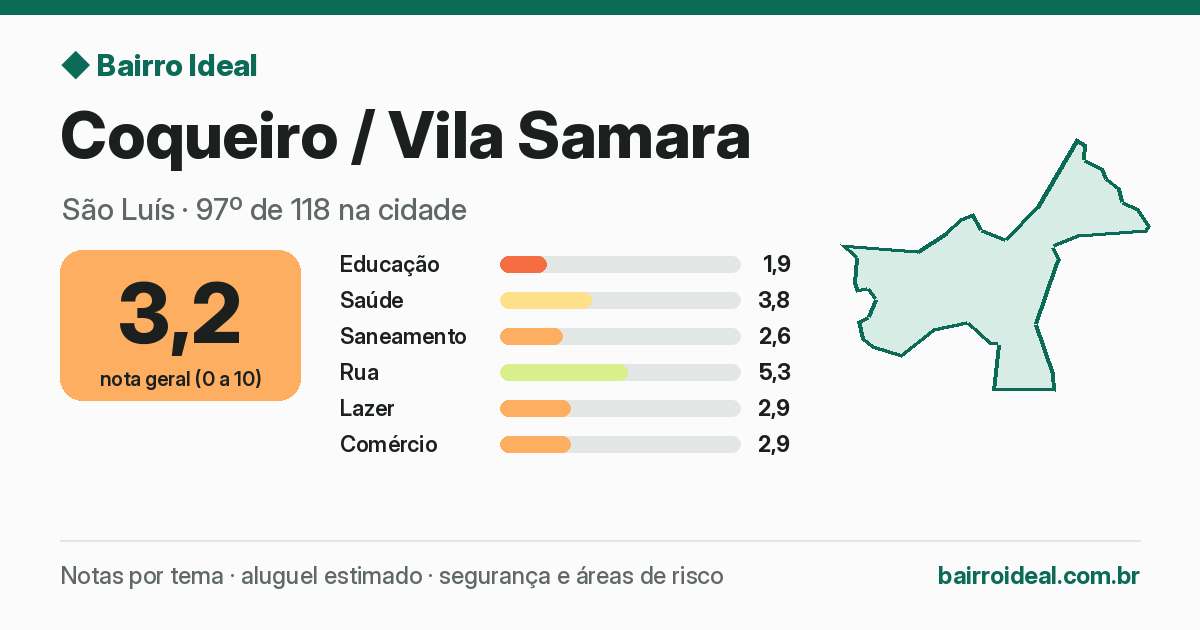 Bairro Ideal
Coqueiro / Vila Samara
São Luís · 97º de 118 na cidade
3,2
nota geral (0 a 10)
Educação 1,9
Saúde 3,8
Saneamento 2,6
Rua 5,3
Lazer 2,9
Comércio 2,9
Notas por tema · aluguel estimado · segurança e áreas de risco
bairroideal.com.br